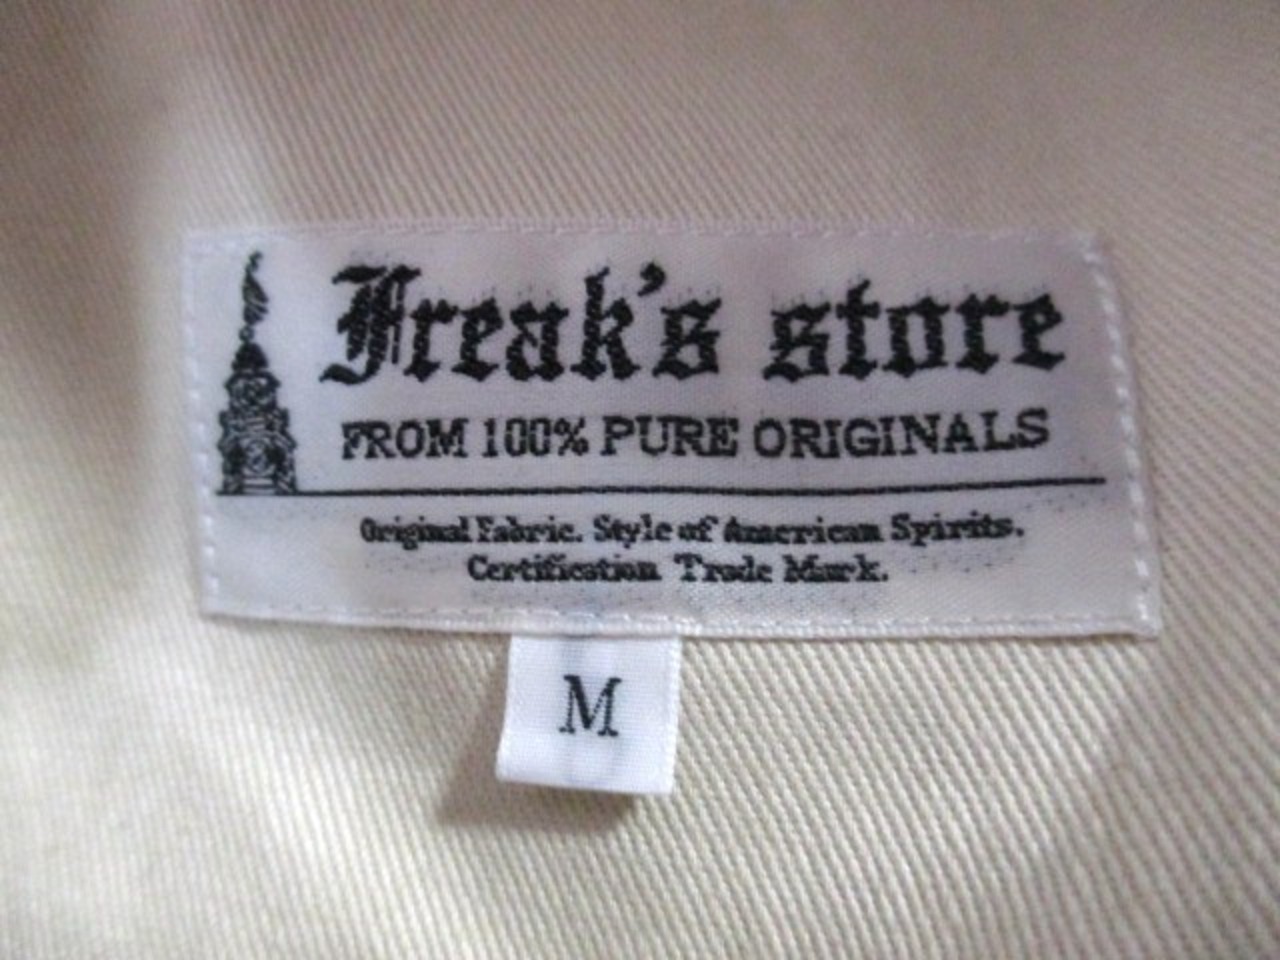 Freak's store
FROM 100% PURE ORIGINALS
Original Fabric. Style of American Spirits.
Certification Trade Mark.
M